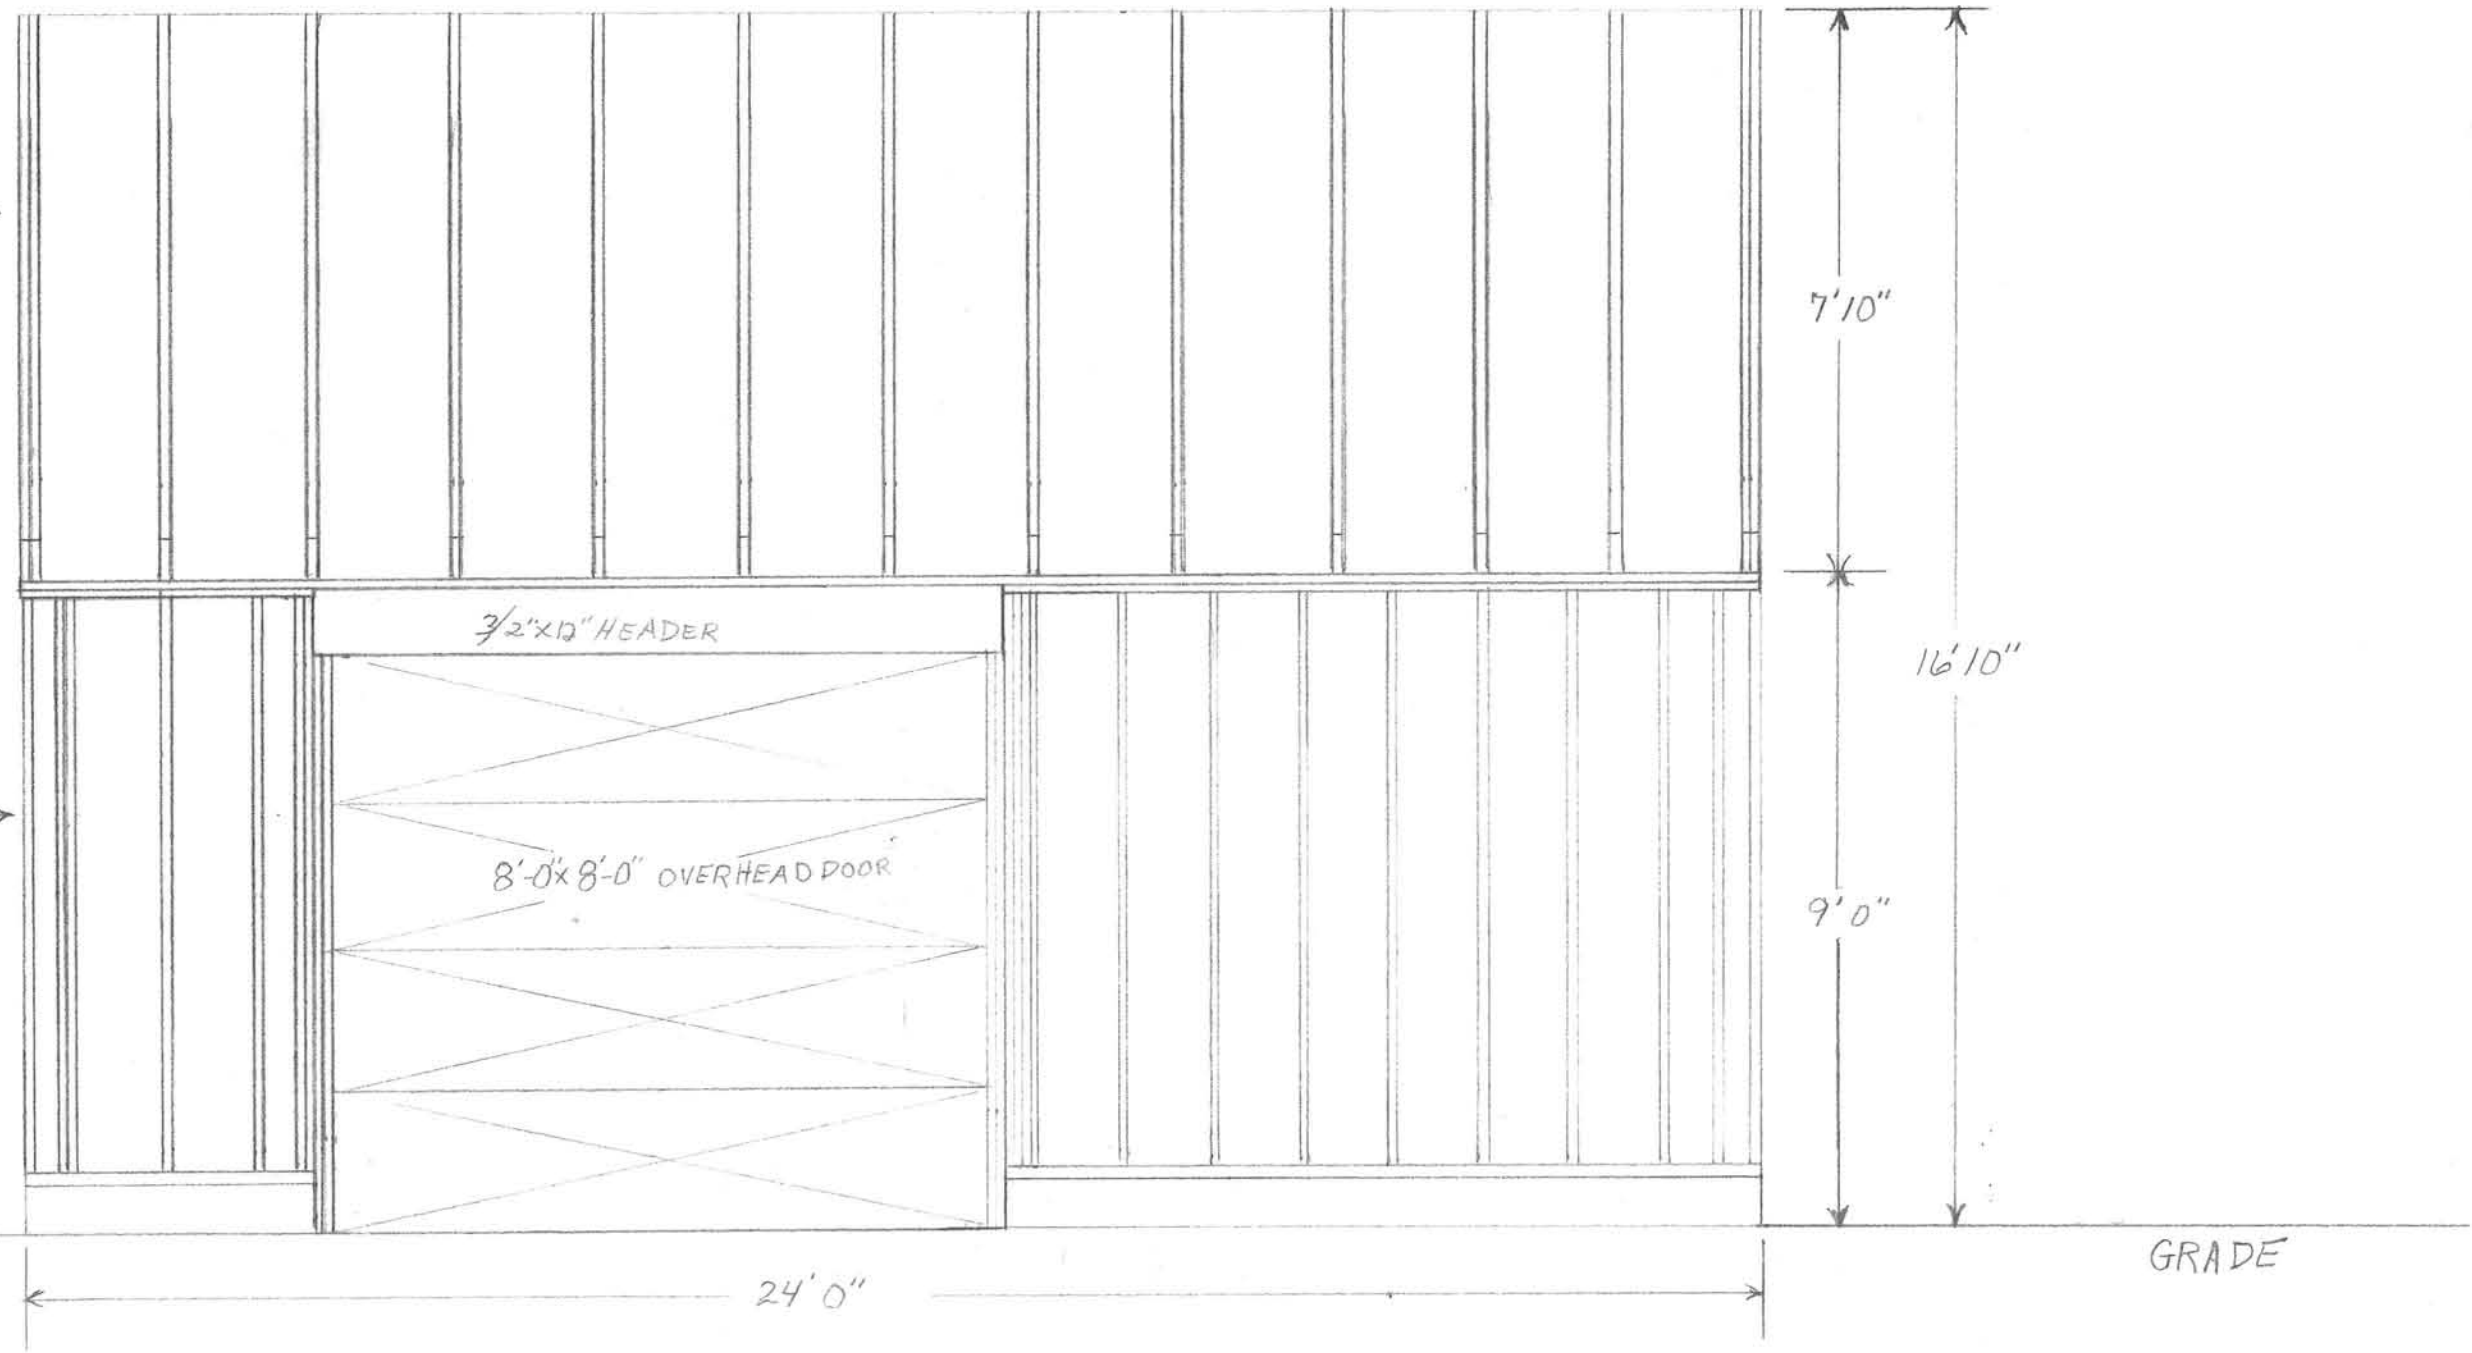 7'10"
3/2"x12" HEADER
16'10"
8'-0"x8'-0" OVERHEAD DOOR
9'0"
GRADE
24'0"